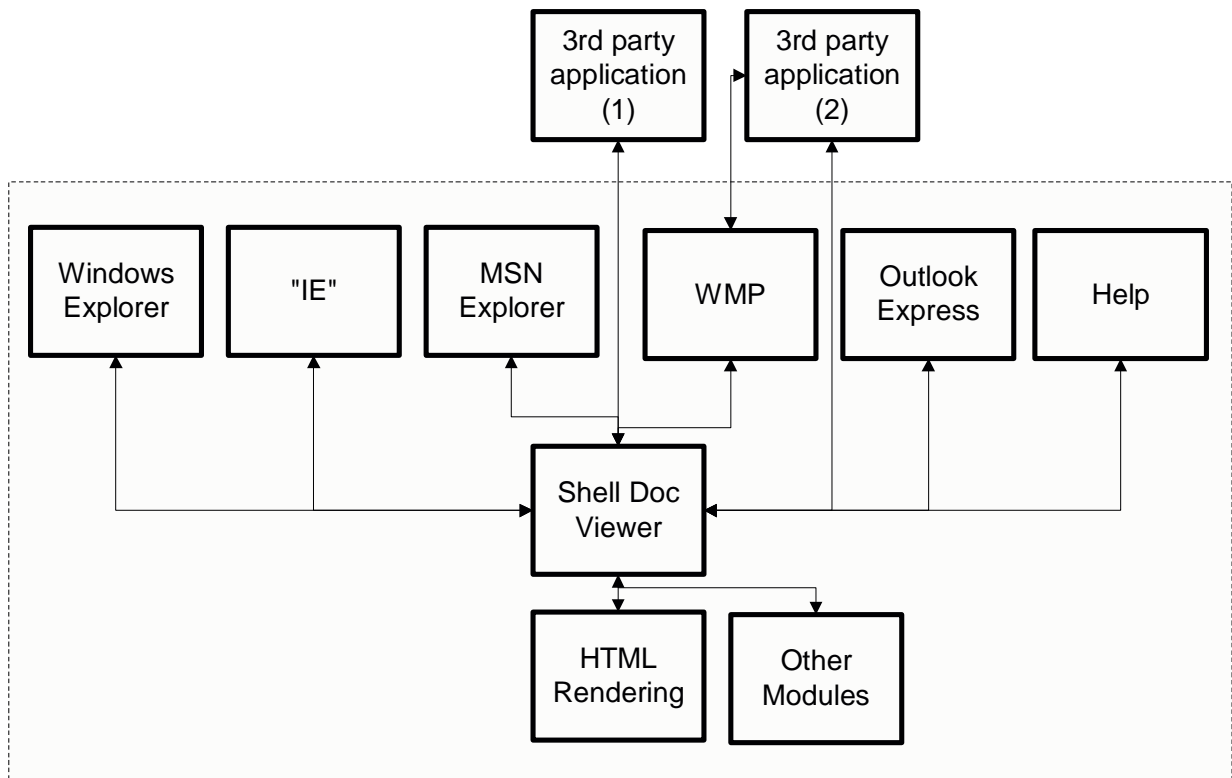 3rd party
application
(1)
3rd party
application
(2)
Windows
Explorer
"IE"
MSN
Explorer
WMP
Outlook
Express
Help
Shell Doc
Viewer
HTML
Rendering
Other
Modules